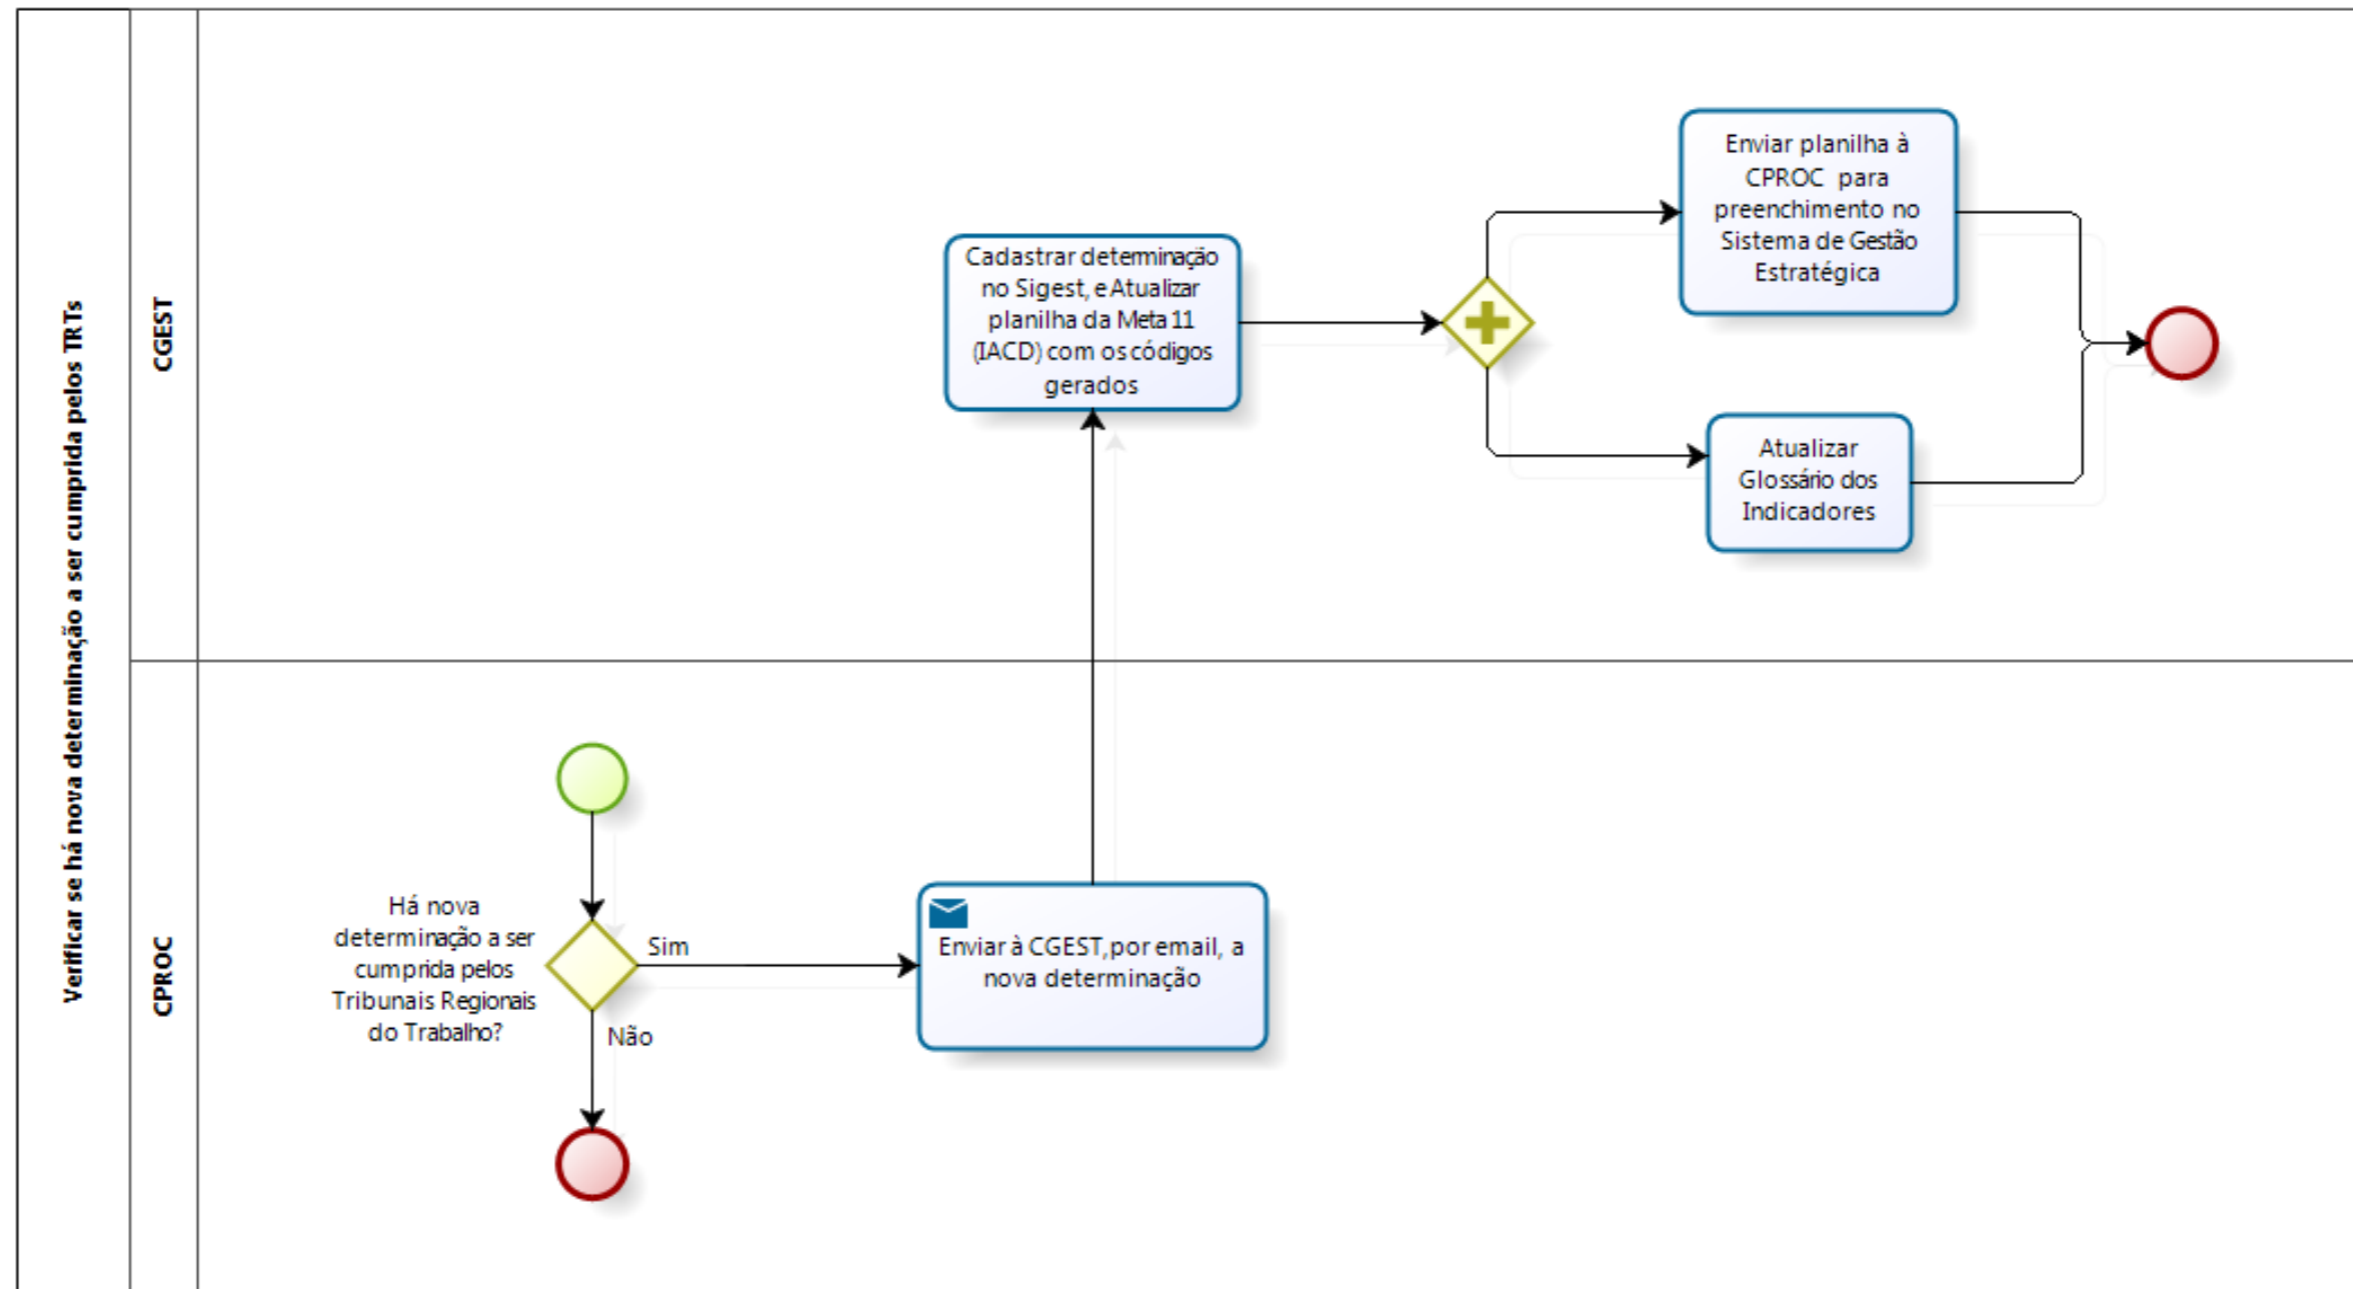 Verificar se há nova determinação a ser cumprida pelos TRTs
CGEST
Cadastrar determinação
no Sigest, e Atualizar
planilha da Meta 11
(IACD) com os códigos
gerados
Enviar planilha à
CPROC para
preenchimento no
Sistema de Gestão
Estratégica
Atualizar
Glossário dos
Indicadores
CPROC
Há nova
determinação a ser
cumprida pelos
Tribunais Regionais
do Trabalho?
Sim
Não
Enviar à CGEST, por email, a
nova determinação